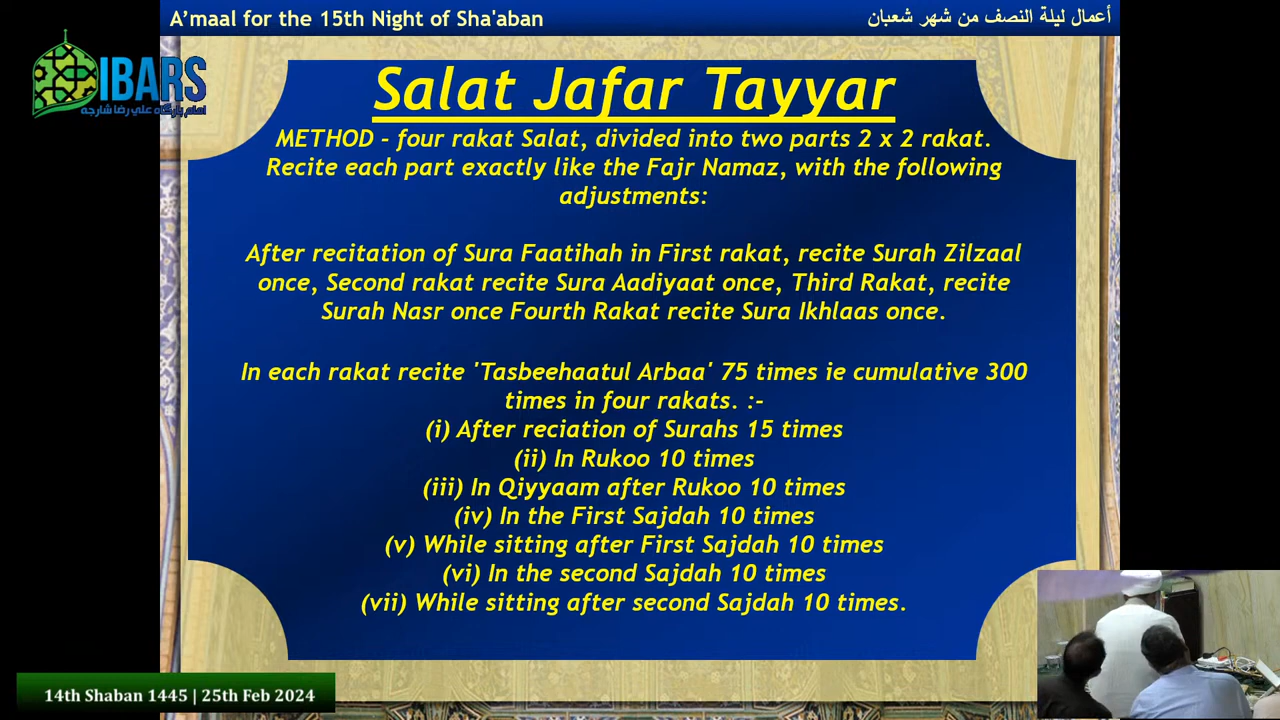 A’maal for the 15th Night of Sha'aban
أعمال ليلة النصف من شهر شعبان
IBARS
امام بارگاه علي رضا شارجه
Salat Jafar Tayyar
METHOD - four rakat Salat, divided into two parts 2 x 2 rakat.
Recite each part exactly like the Fajr Namaz, with the following
adjustments:
After recitation of Sura Faatihah in First rakat, recite Surah Zilzaal
once, Second rakat recite Sura Aadiyaat once, Third Rakat, recite
Surah Nasr once Fourth Rakat recite Sura Ikhlaas once.
In each rakat recite 'Tasbeehaatul Arbaa' 75 times ie cumulative 300
times in four rakats. :-
(i) After reciation of Surahs 15 times
(ii) In Rukoo 10 times
(iii) In Qiyyaam after Rukoo 10 times
(iv) In the First Sajdah 10 times
(v) While sitting after First Sajdah 10 times
(vi) In the second Sajdah 10 times
(vii) While sitting after second Sajdah 10 times.
14th Shaban 1445 | 25th Feb 2024